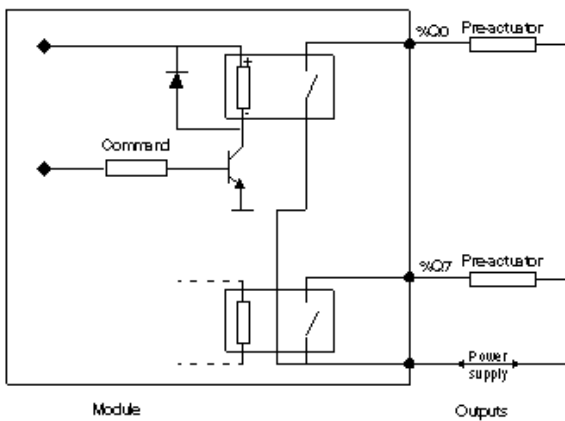 %Q0 Pre-actuator
+
-
Command
%Q7 Pre-actuator
Power
supply
Module Outputs